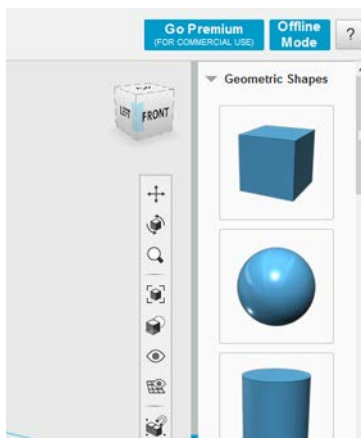 Go Premium
(FOR COMMERCIAL USE)
Offline
Mode
?
Geometric Shapes
LEFT
FRONT